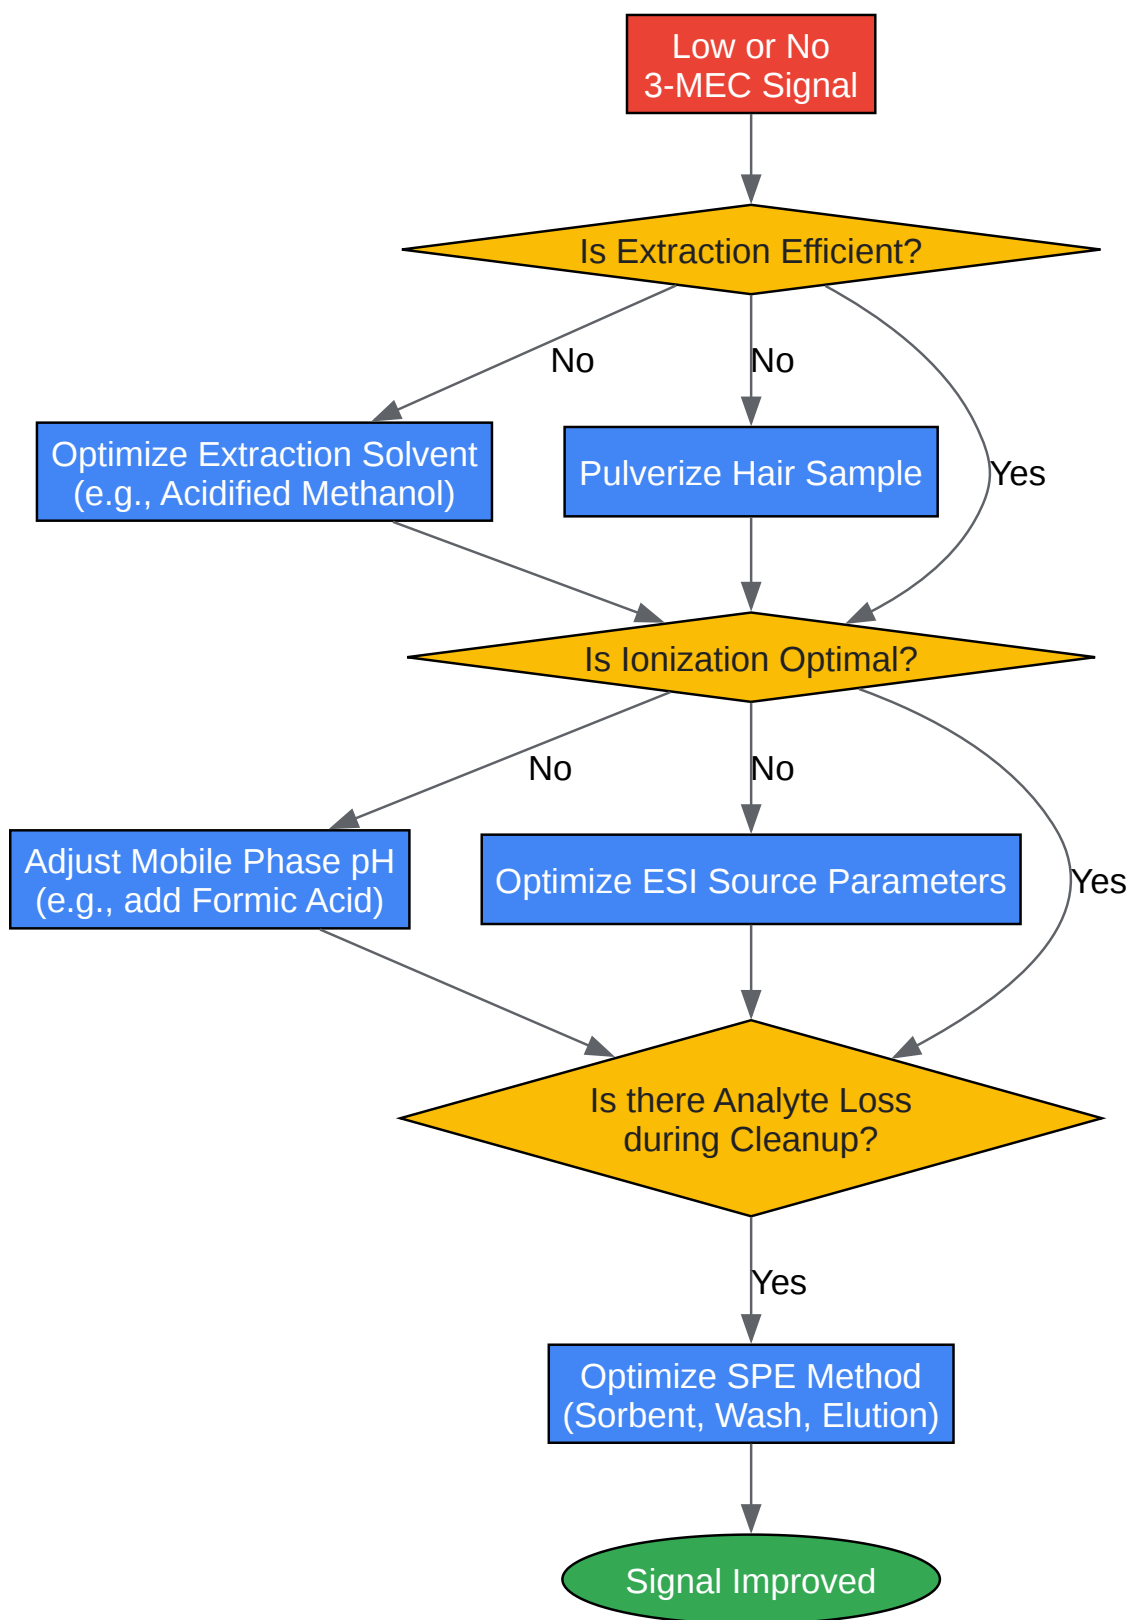 Low or No
3-MEC Signal
Is Extraction Efficient?
No
No
Optimize Extraction Solvent
(e.g., Acidified Methanol)
Pulverize Hair Sample
Yes
Is Ionization Optimal?
No
No
Adjust Mobile Phase pH
(e.g., add Formic Acid)
Optimize ESI Source Parameters
Yes
Is there Analyte Loss
during Cleanup?
Yes
Optimize SPE Method
(Sorbent, Wash, Elution)
Signal Improved